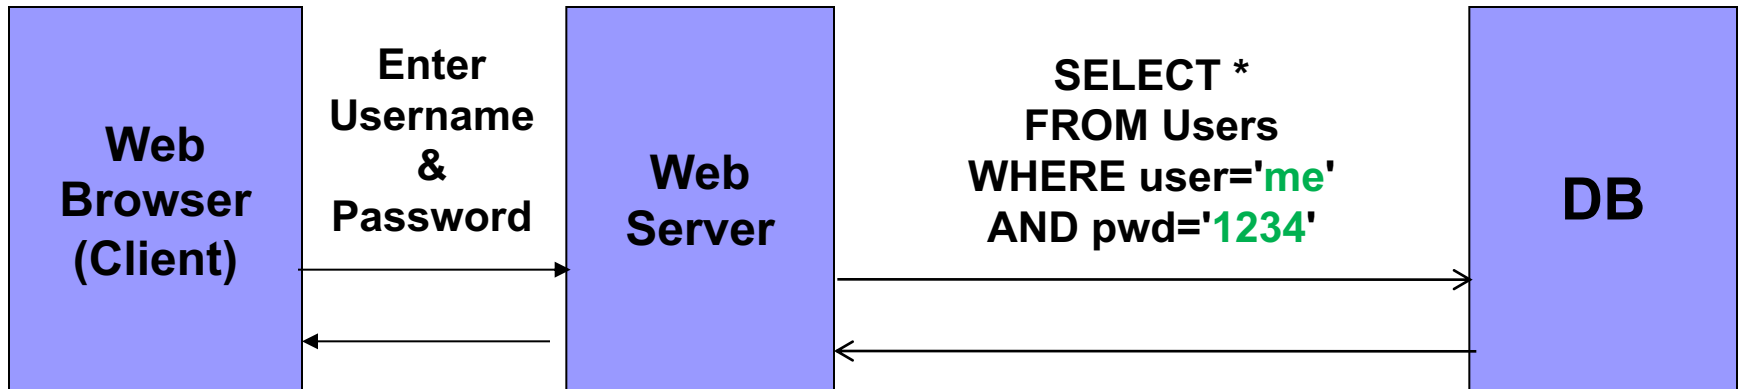 Web
Browser
(Client)
Enter
Username
&
Password
Web
Server
SELECT *
FROM Users
WHERE user='me'
AND pwd='1234'
DB